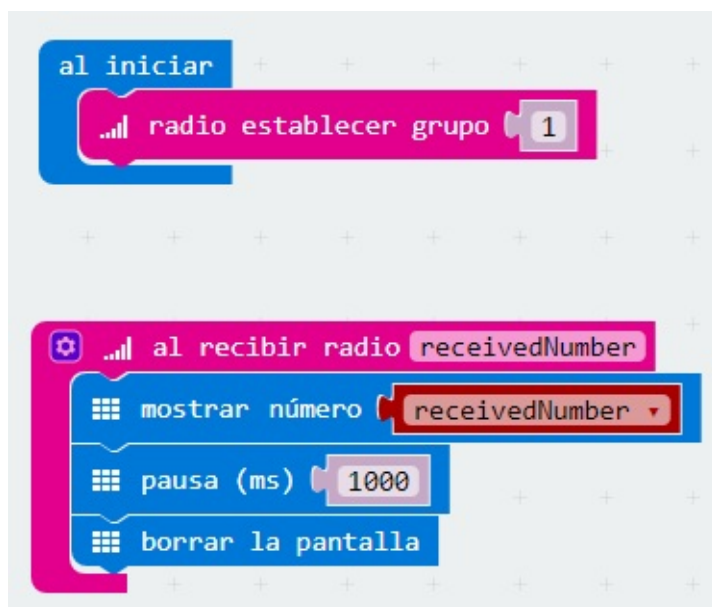 al iniciar
radio establecer grupo 1
al recibir radio receivedNumber
mostrar número receivedNumber
pausa (ms) 1000
borrar la pantalla